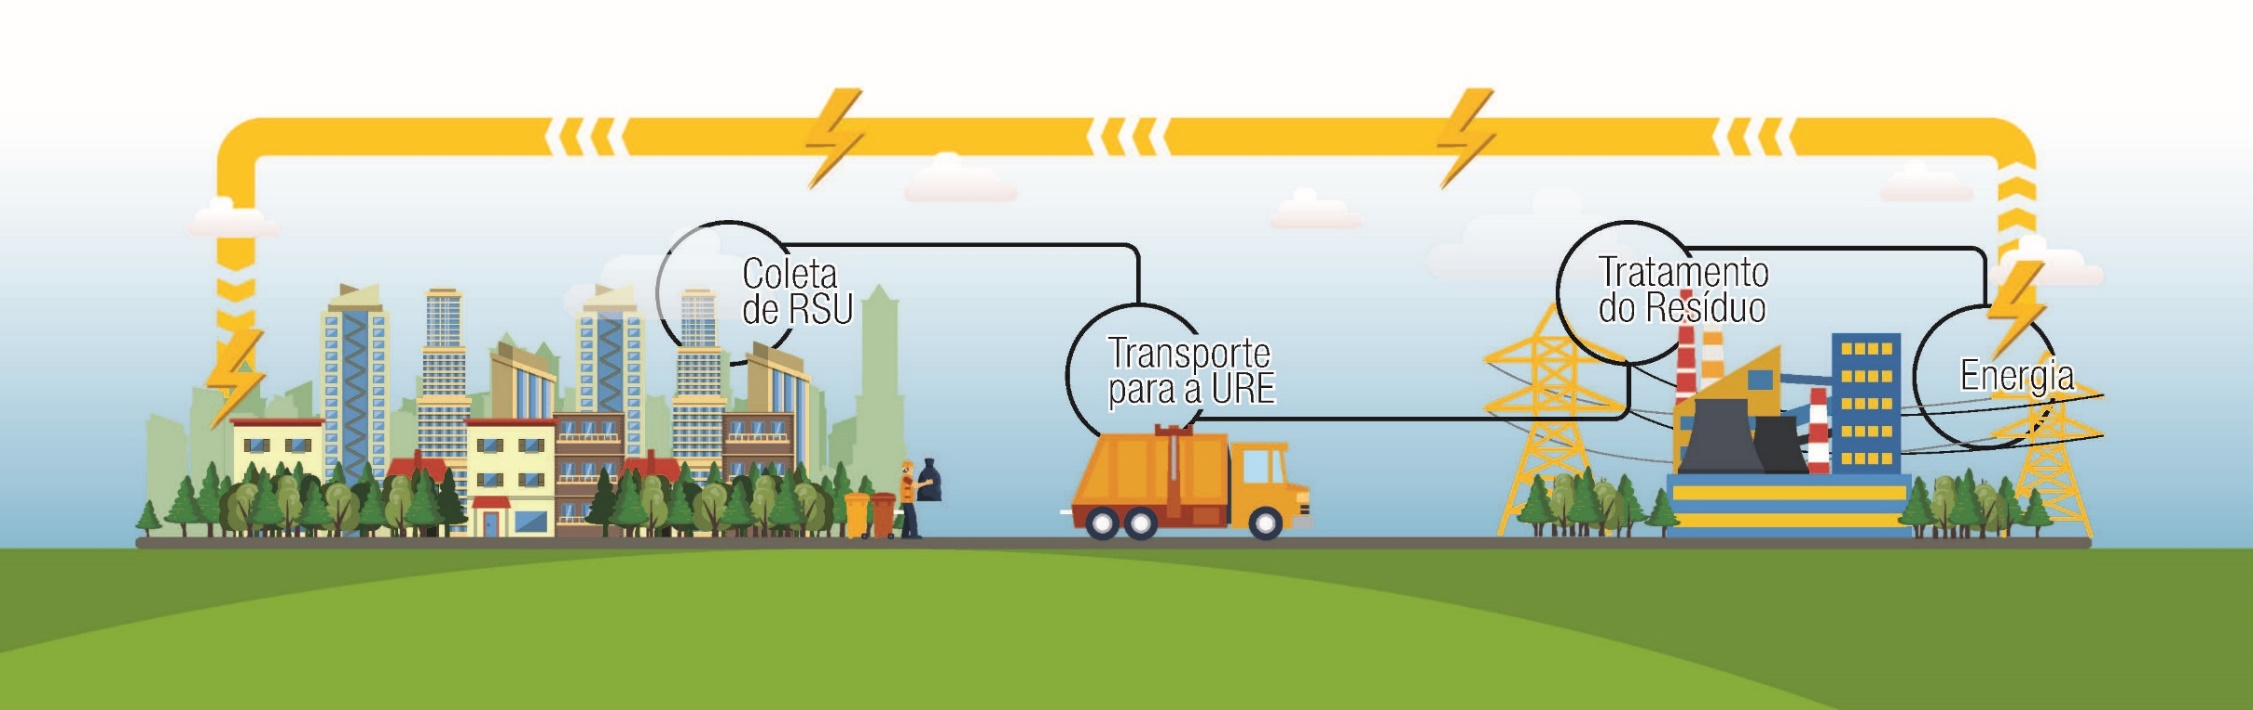 Coleta
de RSU
Transporte
para a URE
Tratamento
do Resíduo
Energia